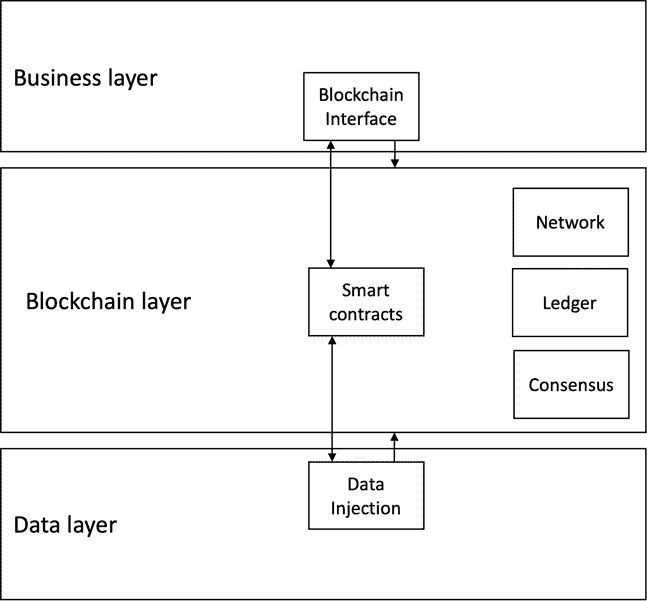 Business layer
Blockchain
Interface
Network
Blockchain layer
Smart
contracts
Ledger
Consensus
Data
Injection
Data layer